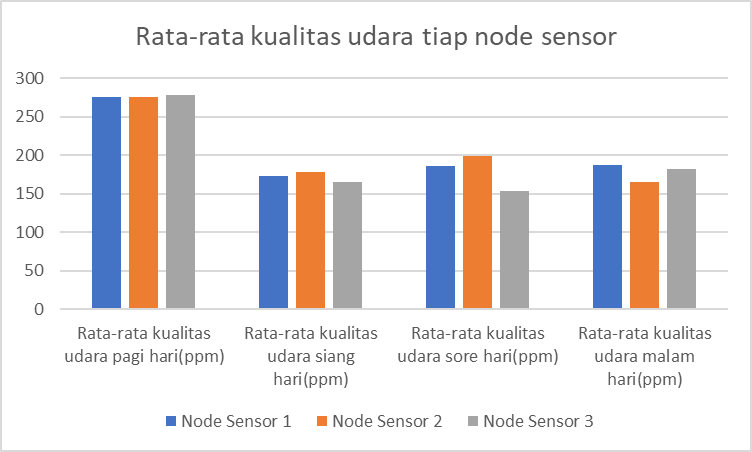 Rata-rata kualitas udara tiap node sensor
300
250
200
150
100
50
0
Rata-rata kualitas
udara pagi hari(ppm)
Rata-rata kualitas
udara siang
hari(ppm)
Rata-rata kualitas
udara sore hari(ppm)
Rata-rata kualitas
udara malam
hari(ppm)
Node Sensor 1
Node Sensor 2
Node Sensor 3